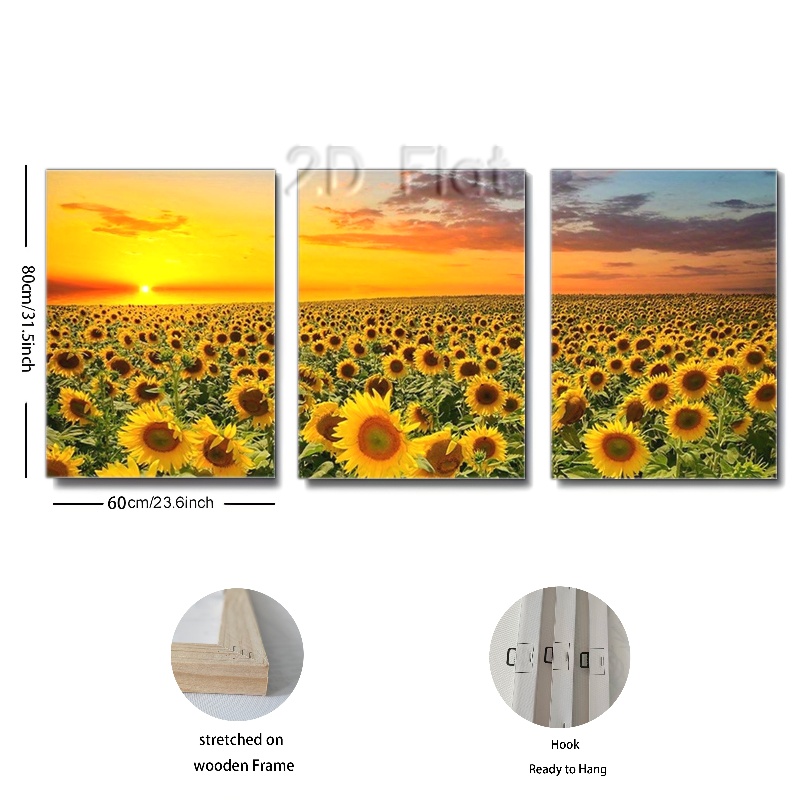 2D Flat
80cm/31.5inch
60cm/23.6inch
stretched on
wooden Frame
Hook
Ready to Hang